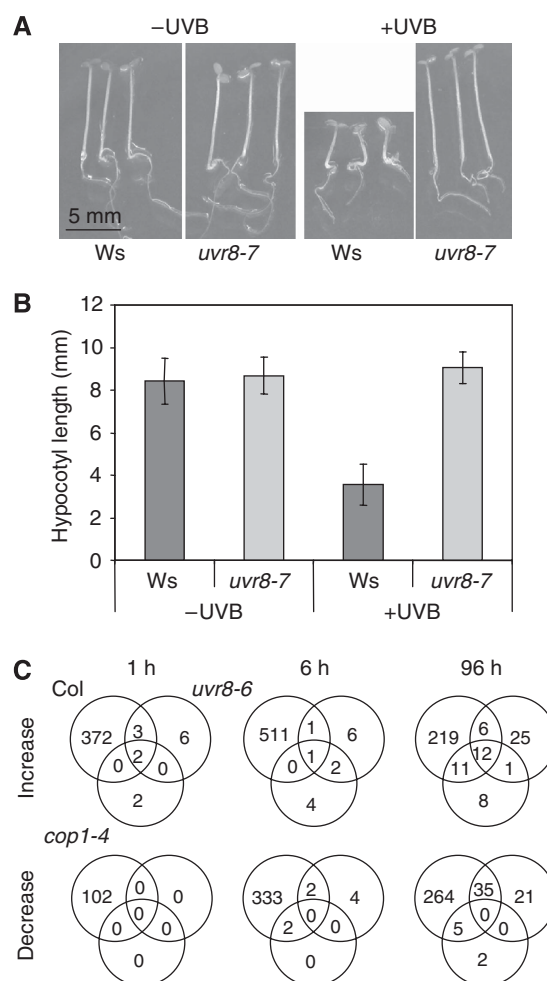 A
–UVB +UVB
5 mm
Ws uvr8-7 Ws uvr8-7
B
Hypocotyl length (mm)
12
10
8
6
4
2
0
Ws uvr8-7 Ws uvr8-7
–UVB +UVB
C
1 h 6 h 96 h
Col uvr8-6
Increase
372 3 6 511 1 6 219 6 25
2 1 12
0 0 0 2 11 1
2 4 8
cop1-4
Decrease
102 0 0 333 2 4 264 35 21
0 0 0
0 0 2 0 5 0
0 0 2